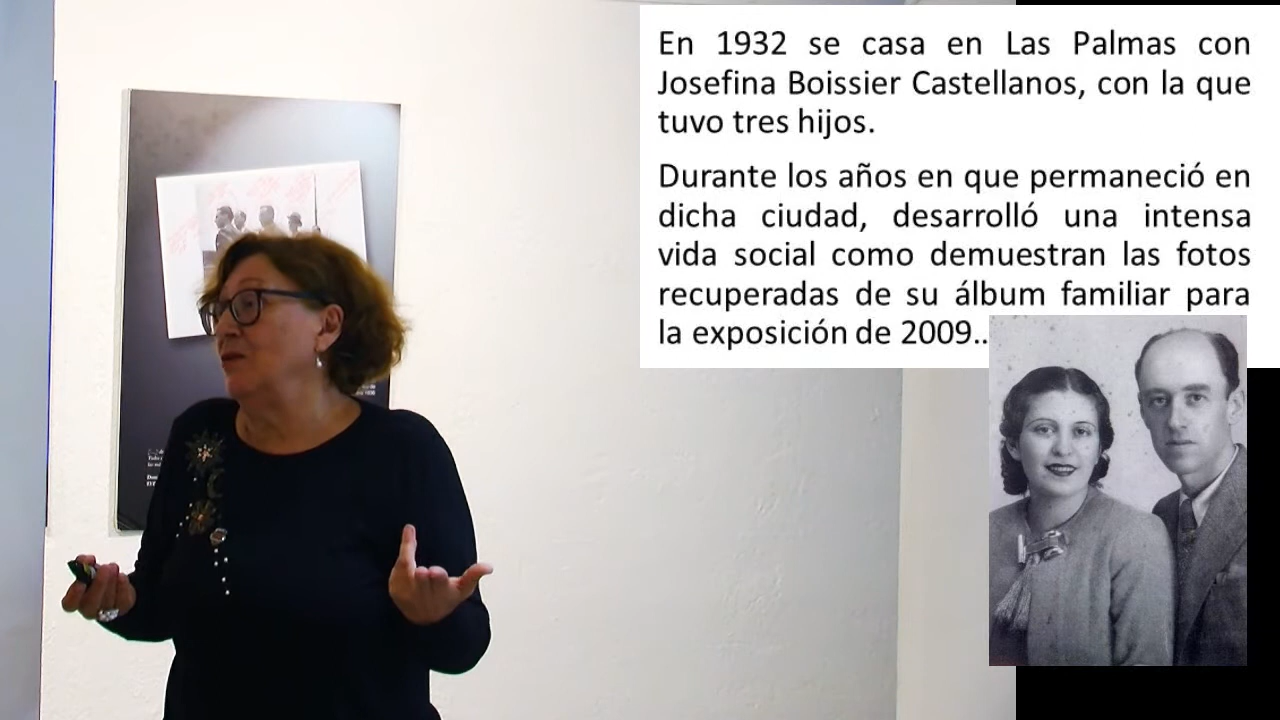 En 1932 se casa en Las Palmas con
Josefina Boissier Castellanos, con la que
tuvo tres hijos.
Durante los años en que permaneció en
dicha ciudad, desarrolló una intensa
vida social como demuestran las fotos
recuperadas de su álbum familiar para
la exposición de 2009..